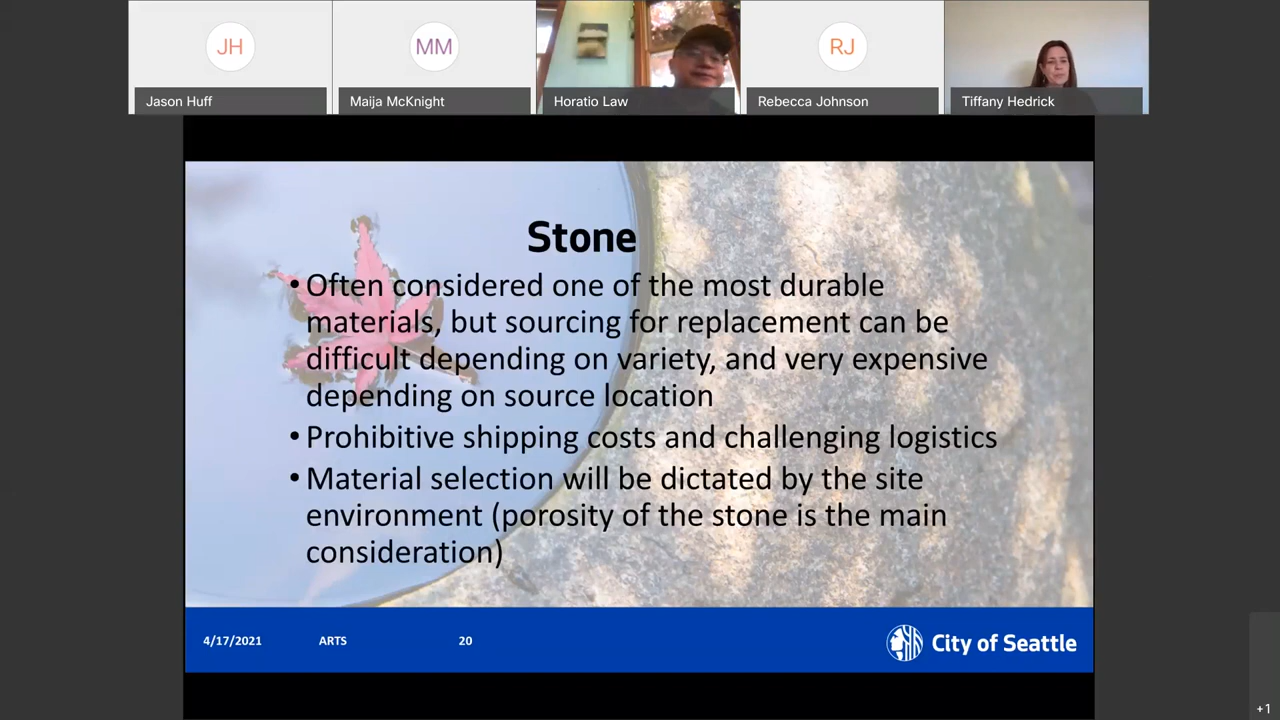 JH
MM
RJ
Jason Huff
Maija McKnight
Horatio Law
Rebecca Johnson
Tiffany Hedrick
Stone
• Often considered one of the most durable
materials, but sourcing for replacement can be
difficult depending on variety, and very expensive
depending on source location
• Prohibitive shipping costs and challenging logistics
• Material selection will be dictated by the site
environment (porosity of the stone is the main
consideration)
4/17/2021 ARTS 20
City of Seattle
+1